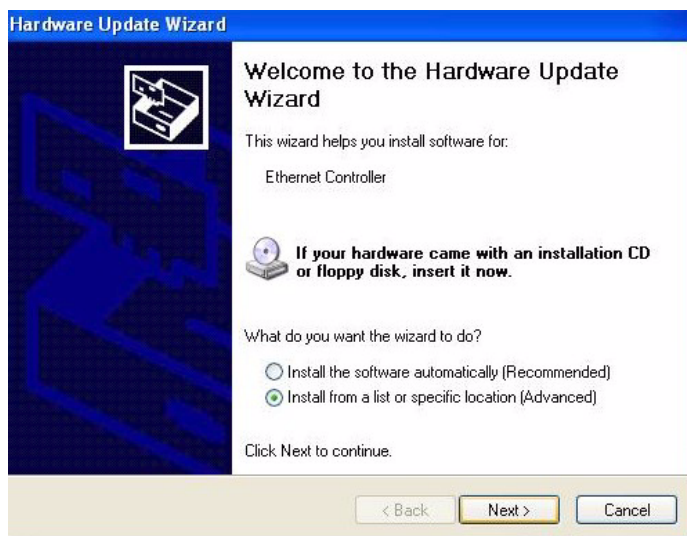 Hardware Update Wizard
Welcome to the Hardware Update
Wizard
This wizard helps you install software for:
Ethernet Controller
If your hardware came with an installation CD
or floppy disk, insert it now.
What do you want the wizard to do?
Install the software automatically (Recommended)
Install from a list or specific location (Advanced)
Click Next to continue.
< Back Next > Cancel